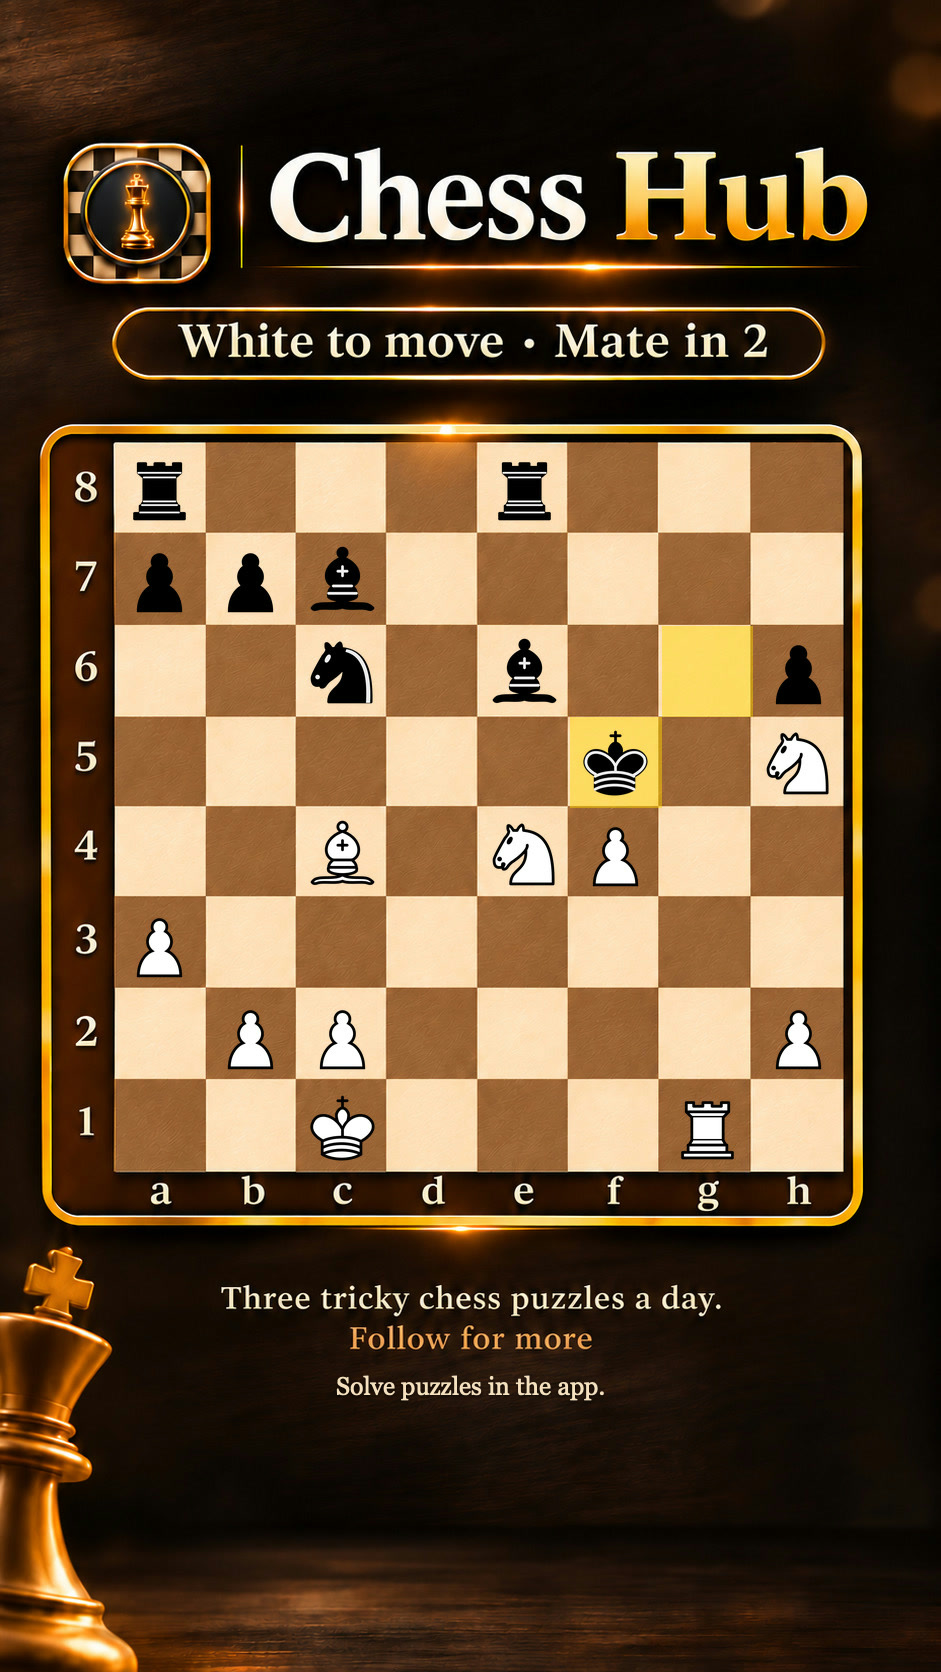 Chess Hub
White to move • Mate in 2
8
7
6
5
4
3
2
1
a b c d e f g h
Three tricky chess puzzles a day.
Follow for more
Solve puzzles in the app.